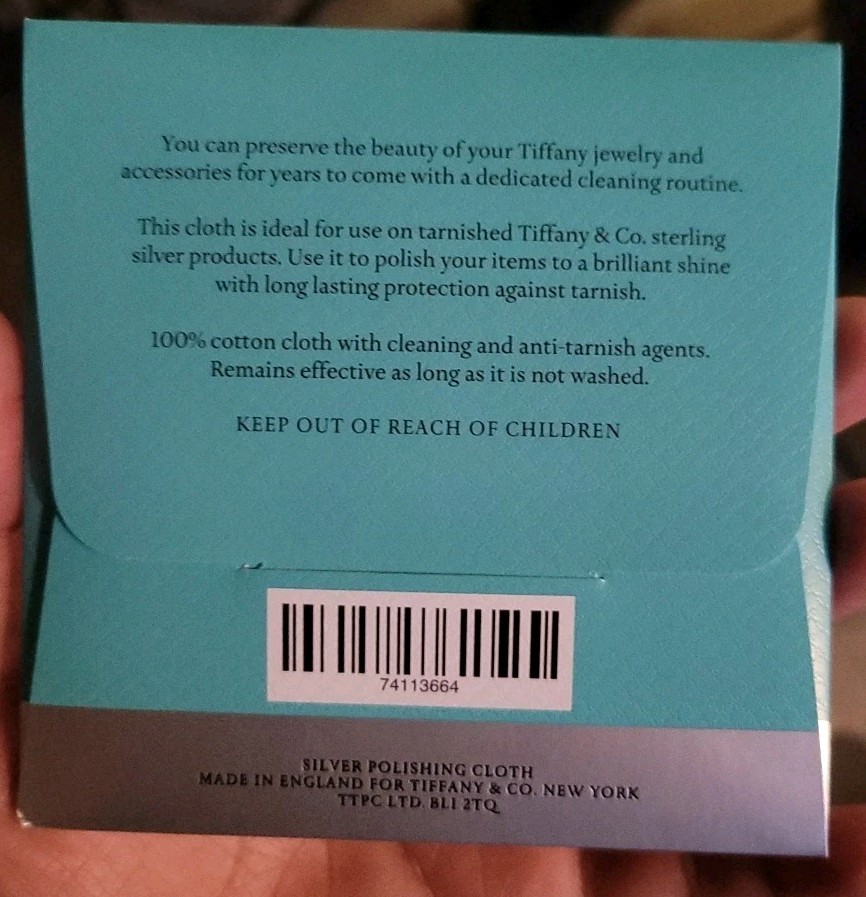 You can preserve the beauty of your Tiffany jewelry and
accessories for years to come with a dedicated cleaning routine.
This cloth is ideal for use on tarnished Tiffany & Co. sterling
silver products. Use it to polish your items to a brilliant shine
with long lasting protection against tarnish.
100% cotton cloth with cleaning and anti-tarnish agents.
Remains effective as long as it is not washed.
KEEP OUT OF REACH OF CHILDREN
74113664
SILVER POLISHING CLOTH
MADE IN ENGLAND FOR TIFFANY & CO. NEW YORK
TTPC LTD. BL1 2TQ